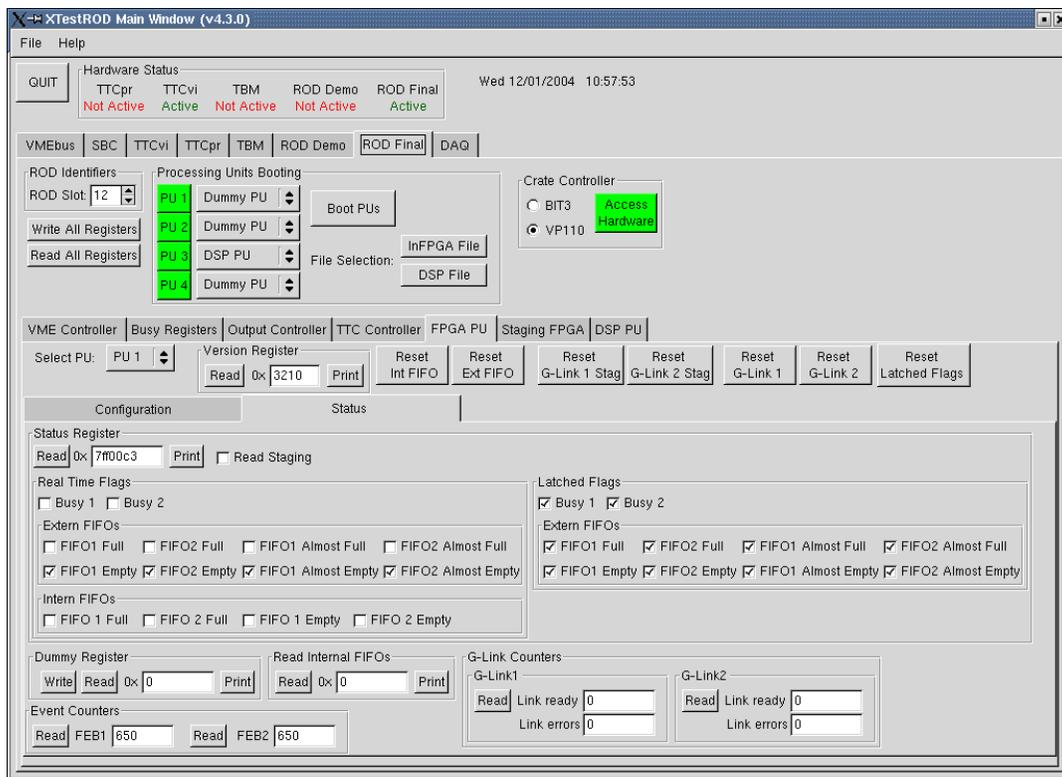 XTestROD Main Window (v4.3.0)
File Help
QUIT
Hardware Status
TTCpr TTCvi TBM ROD Demo ROD Final
Not Active Active Not Active Not Active Active
Wed 12/01/2004 10:57:53
VMEbus SBC TTCvi TTCpr TBM ROD Demo ROD Final DAQ
ROD Identifiers
ROD Slot: 12
Write All Registers
Read All Registers
Processing Units Booting
PU 1 Dummy PU
PU 2 Dummy PU
PU 3 DSP PU
PU 4 Dummy PU
Boot PUs
File Selection:
InFPGA File
DSP File
Crate Controller
BIT3
VP110
Access
Hardware
VME Controller Busy Registers Output Controller TTC Controller FPGA PU Staging FPGA DSP PU
Select PU: PU 1
Version Register
Read 0x 3210 Print
Reset
Int FIFO
Reset
Ext FIFO
Reset
G-Link 1 Stag
Reset
G-Link 2 Stag
Reset
G-Link 1
Reset
G-Link 2
Reset
Latched Flags
Configuration Status
Status Register
Read 0x 7ff00c3 Print Read Staging
Real Time Flags
Busy 1 Busy 2
Extern FIFOs
FIFO1 Full FIFO2 Full FIFO1 Almost Full FIFO2 Almost Full
FIFO1 Empty FIFO2 Empty FIFO1 Almost Empty FIFO2 Almost Empty
Intern FIFOs
FIFO 1 Full FIFO 2 Full FIFO 1 Empty FIFO 2 Empty
Latched Flags
Busy 1 Busy 2
Extern FIFOs
FIFO1 Full FIFO2 Full FIFO1 Almost Full FIFO2 Almost Full
FIFO1 Empty FIFO2 Empty FIFO1 Almost Empty FIFO2 Almost Empty
Dummy Register
Write Read 0x 0 Print
Read Internal FIFOs
Read 0x 0 Print
G-Link Counters
G-Link1
Read Link ready 0
Link errors 0
G-Link2
Read Link ready 0
Link errors 0
Event Counters
Read FEB1 650 Read FEB2 650